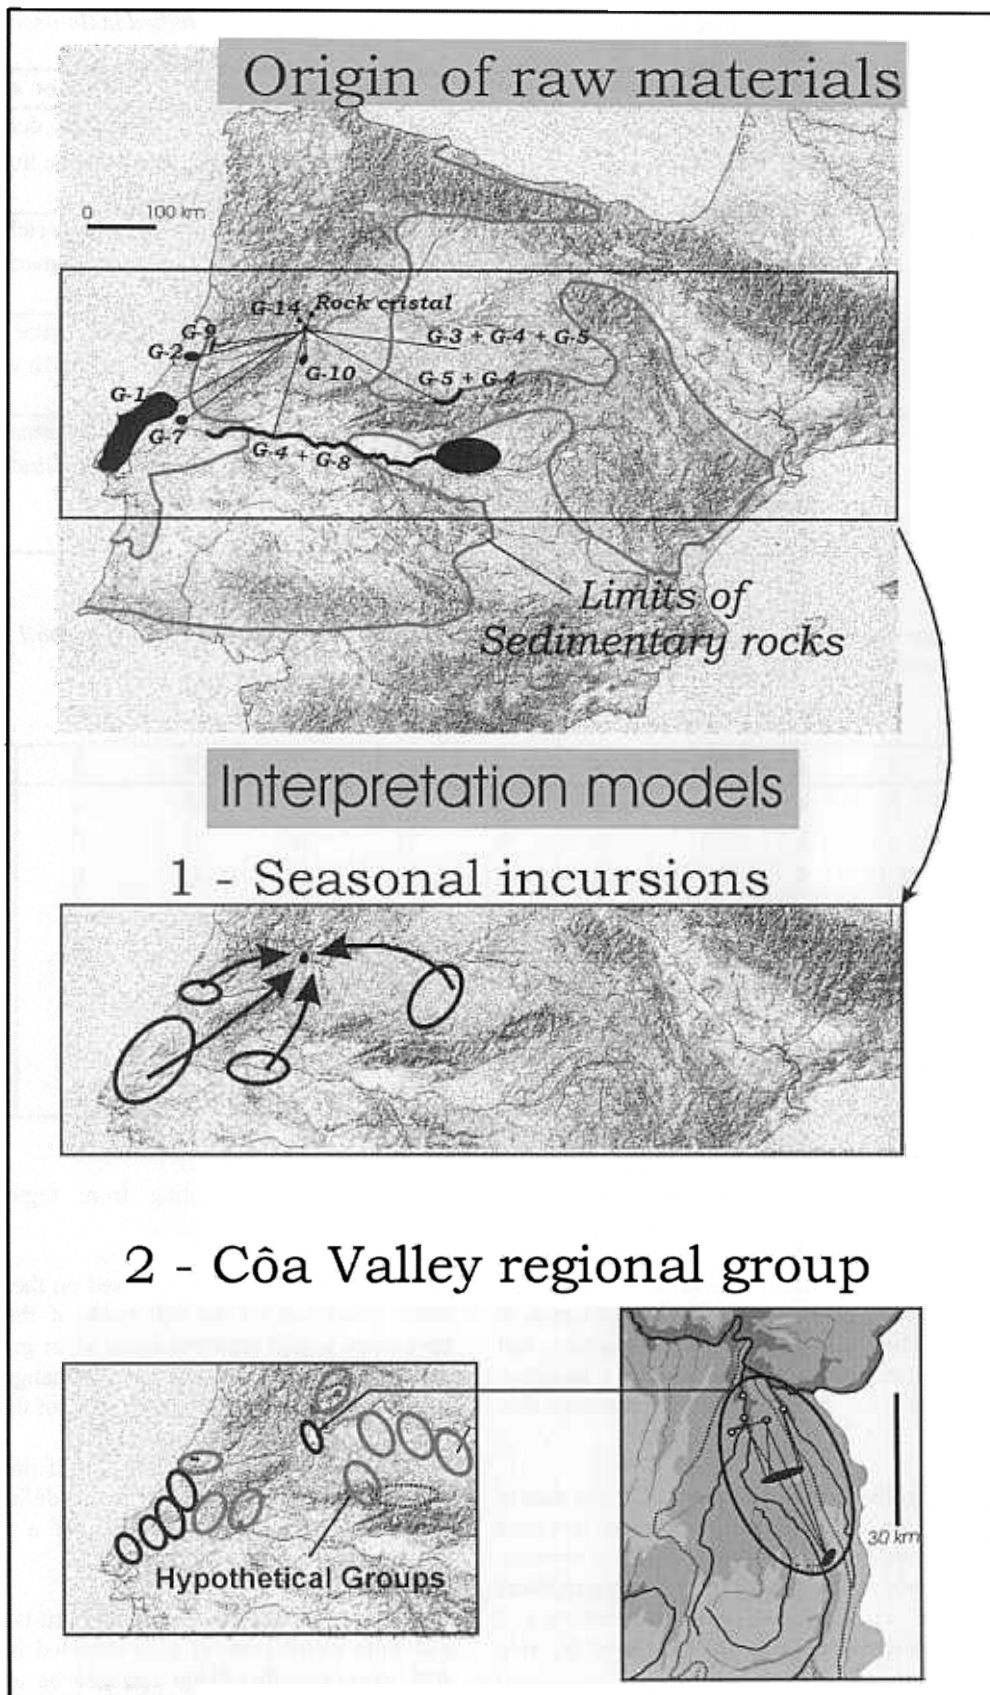 Origin of raw materials
0 100 km
G-14 Rock cristal
G-9
G-2
G-3 + G-4 + G-5
G-10
G-5 + G-4
G-1
G-7
G-4 + G-8
Limits of
Sedimentary rocks
Interpretation models
1 - Seasonal incursions
2 - Côa Valley regional group
30 km
Hypothetical Groups